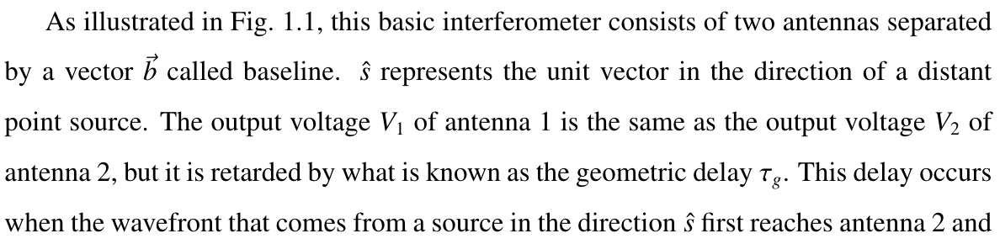 As illustrated in Fig. 1.1, this basic interferometer consists of two antennas separated
by a vector $\vec{b}$ called baseline. $\hat{s}$ represents the unit vector in the direction of a distant
point source. The output voltage $V_1$ of antenna 1 is the same as the output voltage $V_2$ of
antenna 2, but it is retarded by what is known as the geometric delay $\tau_g$. This delay occurs
when the wavefront that comes from a source in the direction $\hat{s}$ first reaches antenna 2 and